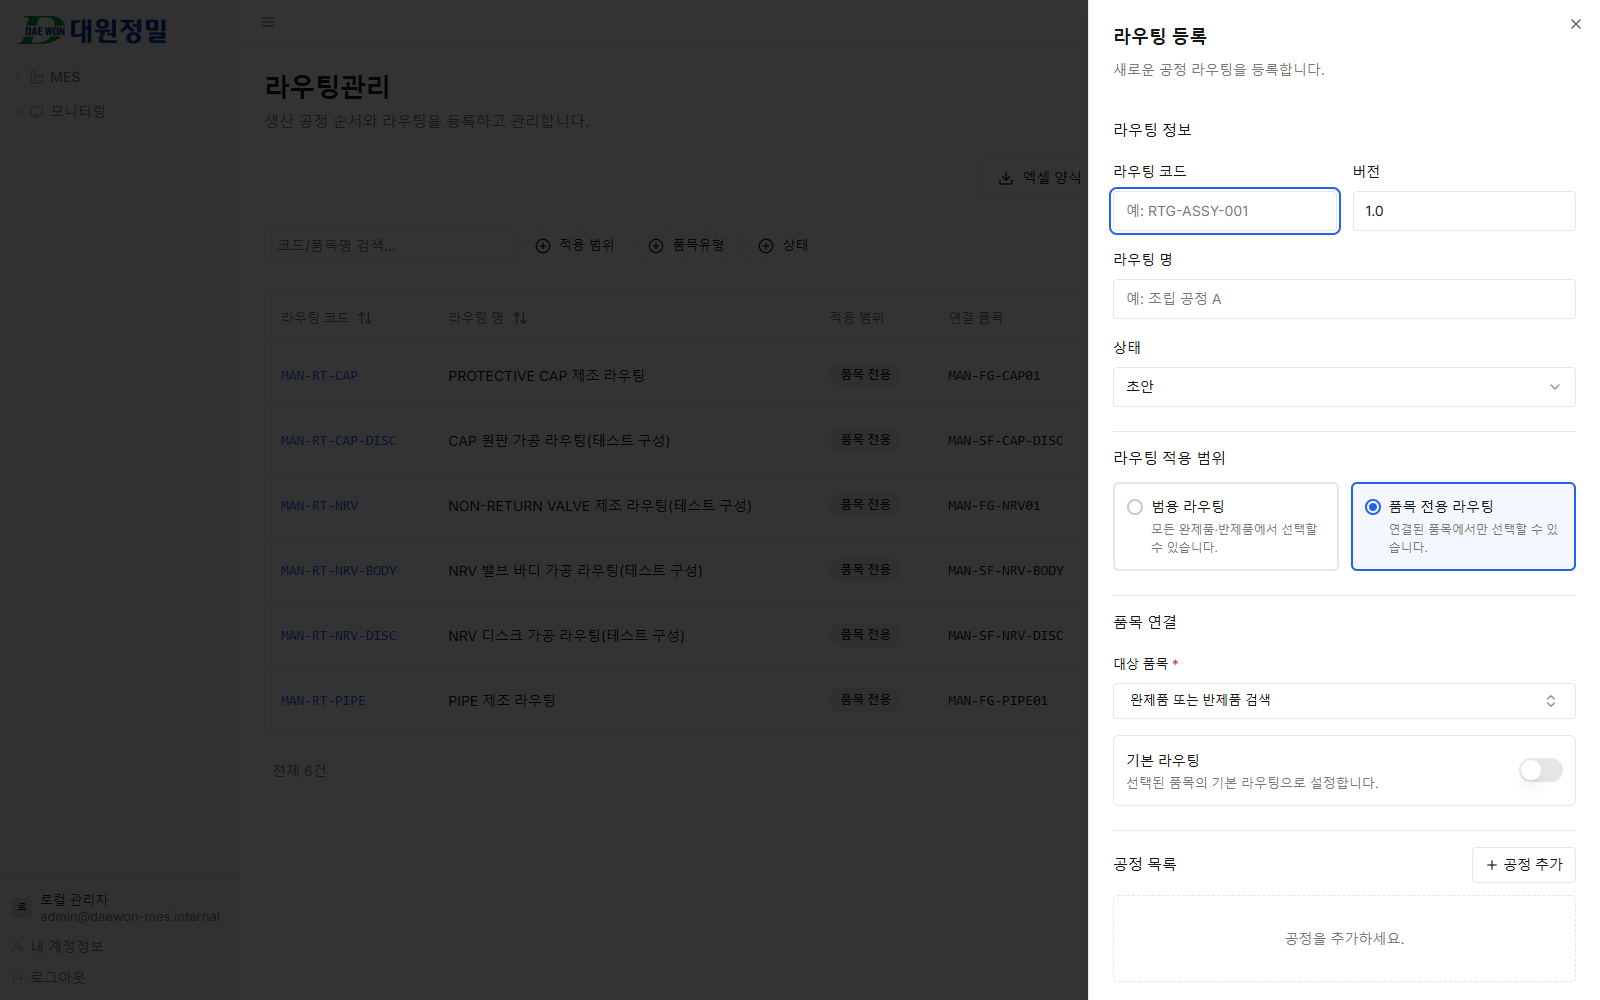 DAE WON 대원정밀
MES
모니터링
라우팅관리
생산 공정 순서와 라우팅을 등록하고 관리합니다.
엑셀 양식
코드/품목명 검색...
적용 범위
품목유형
상태
라우팅 코드
라우팅 명
적용 범위
연결 품목
MAN-RT-CAP
PROTECTIVE CAP 제조 라우팅
품목 전용
MAN-FG-CAP01
MAN-RT-CAP-DISC
CAP 원판 가공 라우팅(테스트 구성)
품목 전용
MAN-SF-CAP-DISC
MAN-RT-NRV
NON-RETURN VALVE 제조 라우팅(테스트 구성)
품목 전용
MAN-FG-NRV01
MAN-RT-NRV-BODY
NRV 밸브 바디 가공 라우팅(테스트 구성)
품목 전용
MAN-SF-NRV-BODY
MAN-RT-NRV-DISC
NRV 디스크 가공 라우팅(테스트 구성)
품목 전용
MAN-SF-NRV-DISC
MAN-RT-PIPE
PIPE 제조 라우팅
품목 전용
MAN-FG-PIPE01
전체 6건
로
로컬 관리자
admin@daewon-mes.internal
내 계정정보
로그아웃
라우팅 등록
새로운 공정 라우팅을 등록합니다.
라우팅 정보
라우팅 코드
버전
예: RTG-ASSY-001
1.0
라우팅 명
예: 조립 공정 A
상태
초안
라우팅 적용 범위
범용 라우팅
모든 완제품·반제품에서 선택할
수 있습니다.
품목 전용 라우팅
연결된 품목에서만 선택할 수 있
습니다.
품목 연결
대상 품목 *
완제품 또는 반제품 검색
기본 라우팅
선택된 품목의 기본 라우팅으로 설정합니다.
공정 목록
+ 공정 추가
공정을 추가하세요.